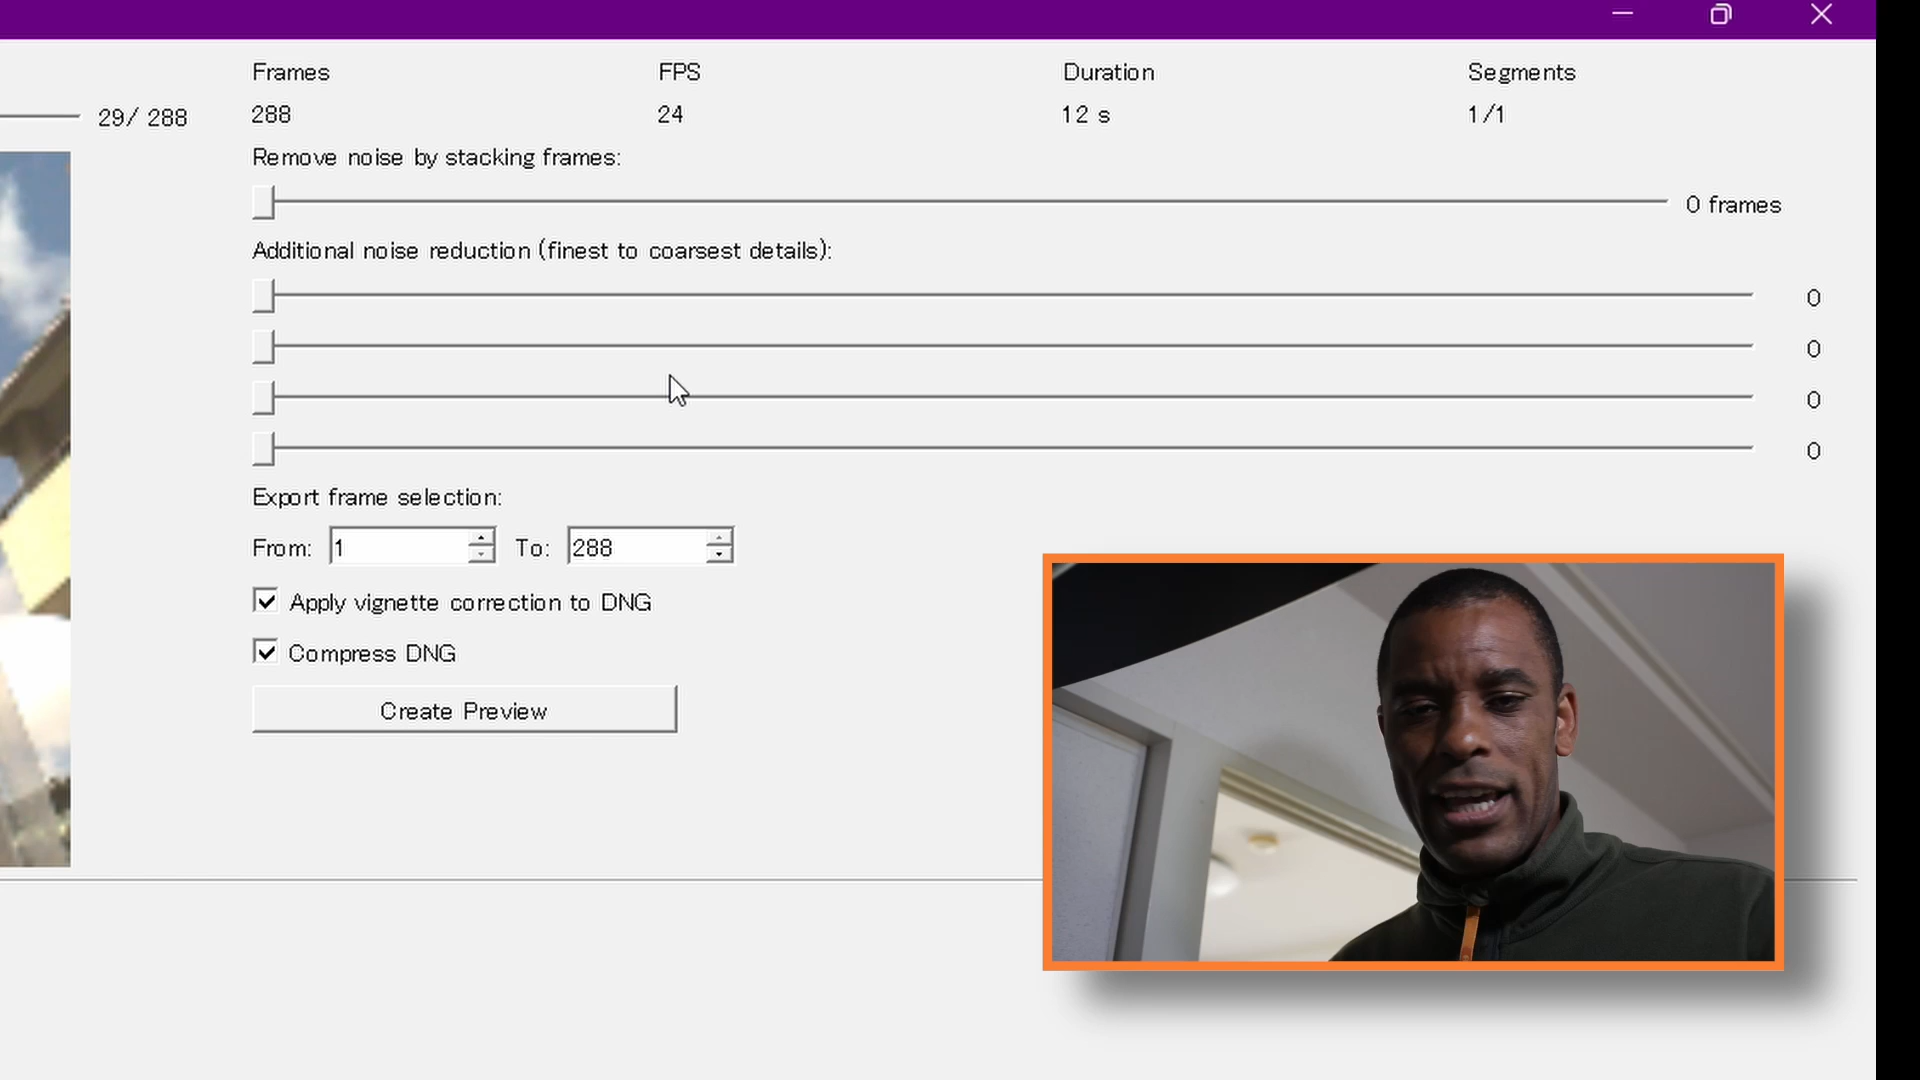 Frames FPS Duration Segments
29/ 288 288 24 12 s 1/1
Remove noise by stacking frames:
0 frames
Additional noise reduction (finest to coarsest details):
0
0
0
0
Export frame selection:
From: 1 To: 288
Apply vignette correction to DNG
Compress DNG
Create Preview